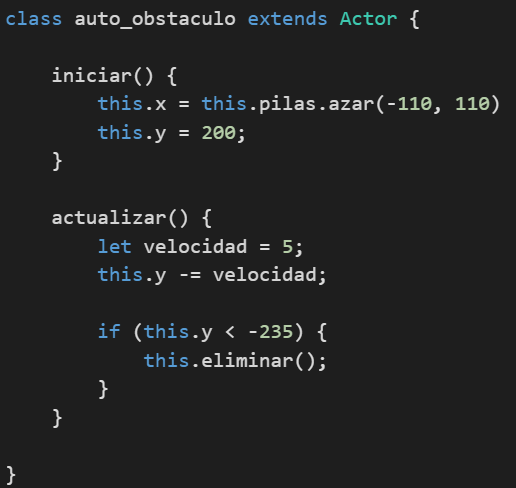 class auto_obstaculo extends Actor {
iniciar() {
this.x = this.pilas.azar(-110, 110)
this.y = 200;
}
actualizar() {
let velocidad = 5;
this.y -= velocidad;
if (this.y < -235) {
this.eliminar();
}
}
}